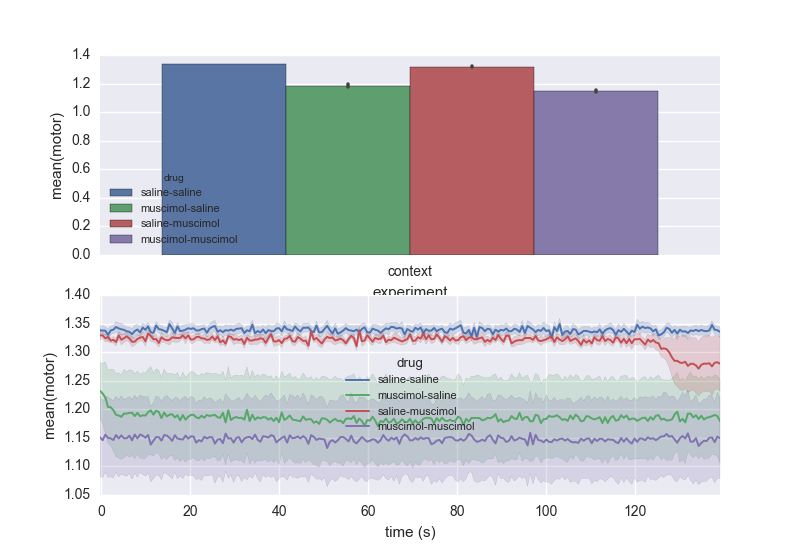 1.4
1.2
1.0
0.8
0.6
0.4
0.2
0.0
mean(motor)
drug
saline-saline
muscimol-saline
saline-muscimol
muscimol-muscimol
context
experiment
1.40
1.35
1.30
1.25
1.20
1.15
1.10
1.05
mean(motor)
drug
saline-saline
muscimol-saline
saline-muscimol
muscimol-muscimol
0 20 40 60 80 100 120
time (s)